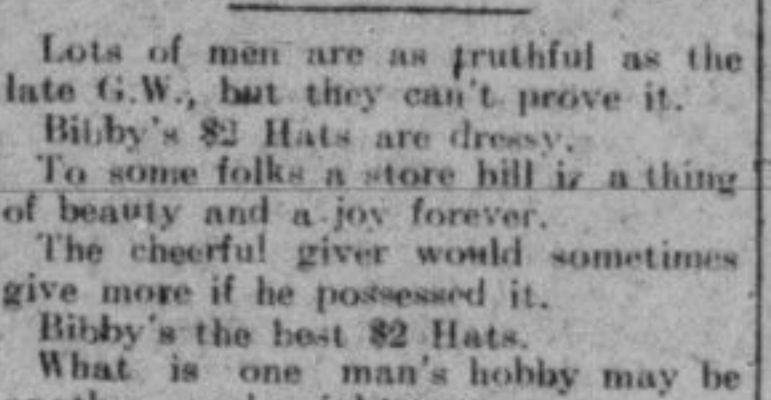 Lots of men are as truthful as the
late G.W., but they can't prove it.
Bibby's $2 Hats are dressy.
To some folks a store bill is a thing
of beauty and a joy forever.
The cheerful giver would sometimes
give more if he possessed it.
Bibby's the best $2 Hats.
What is one man's hobby may be